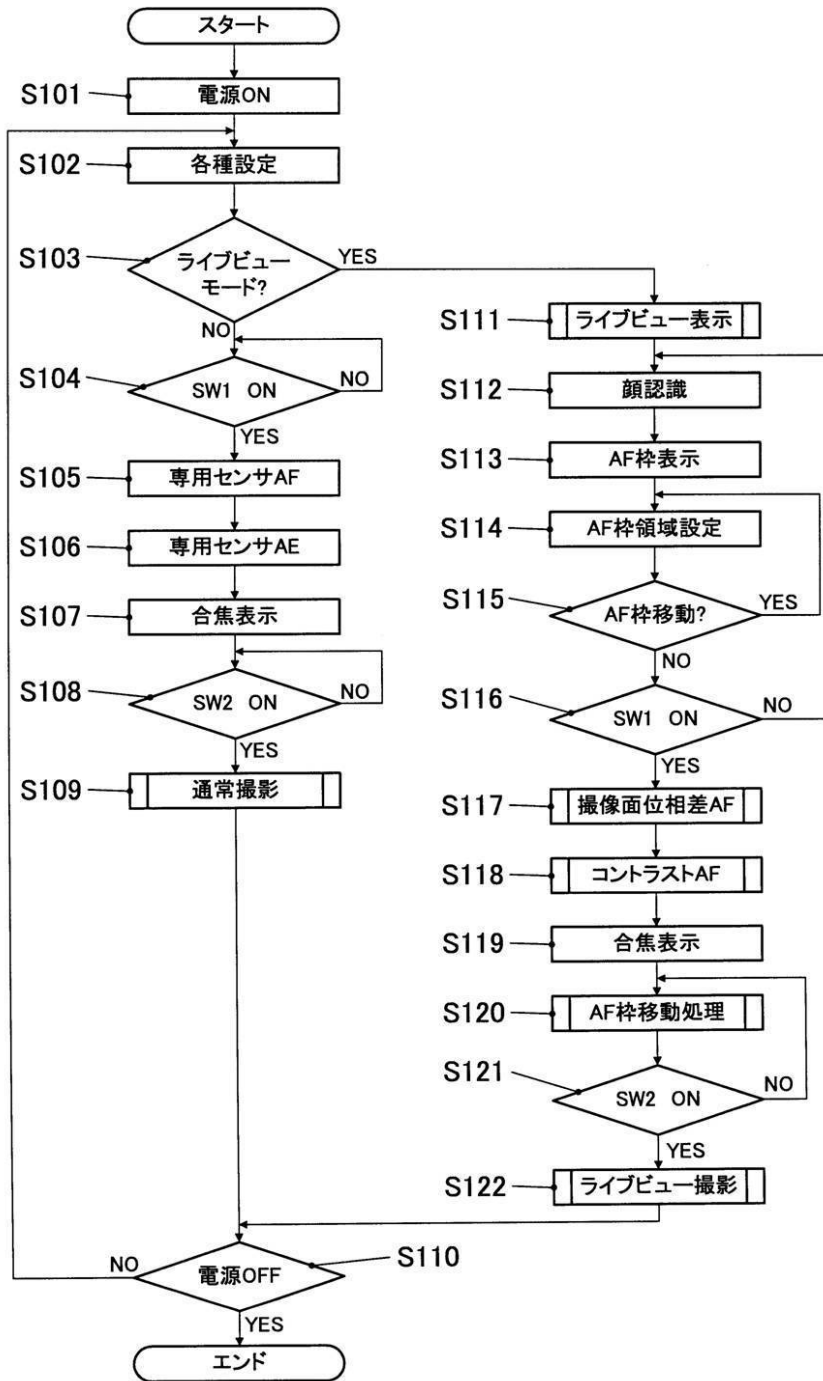 スタート
S101
電源ON
S102
各種設定
S103
ライブビュー
モード?
YES
NO
S104
SW1 ON
NO
YES
S105
専用センサAF
S106
専用センサAE
S107
合焦表示
S108
SW2 ON
NO
YES
S109
通常撮影
S111
ライブビュー表示
S112
顔認識
S113
AF枠表示
S114
AF枠領域設定
S115
AF枠移動?
YES
NO
S116
SW1 ON
NO
YES
S117
撮像面位相差AF
S118
コントラストAF
S119
合焦表示
S120
AF枠移動処理
S121
SW2 ON
NO
YES
S122
ライブビュー撮影
NO
電源OFF
S110
YES
エンド